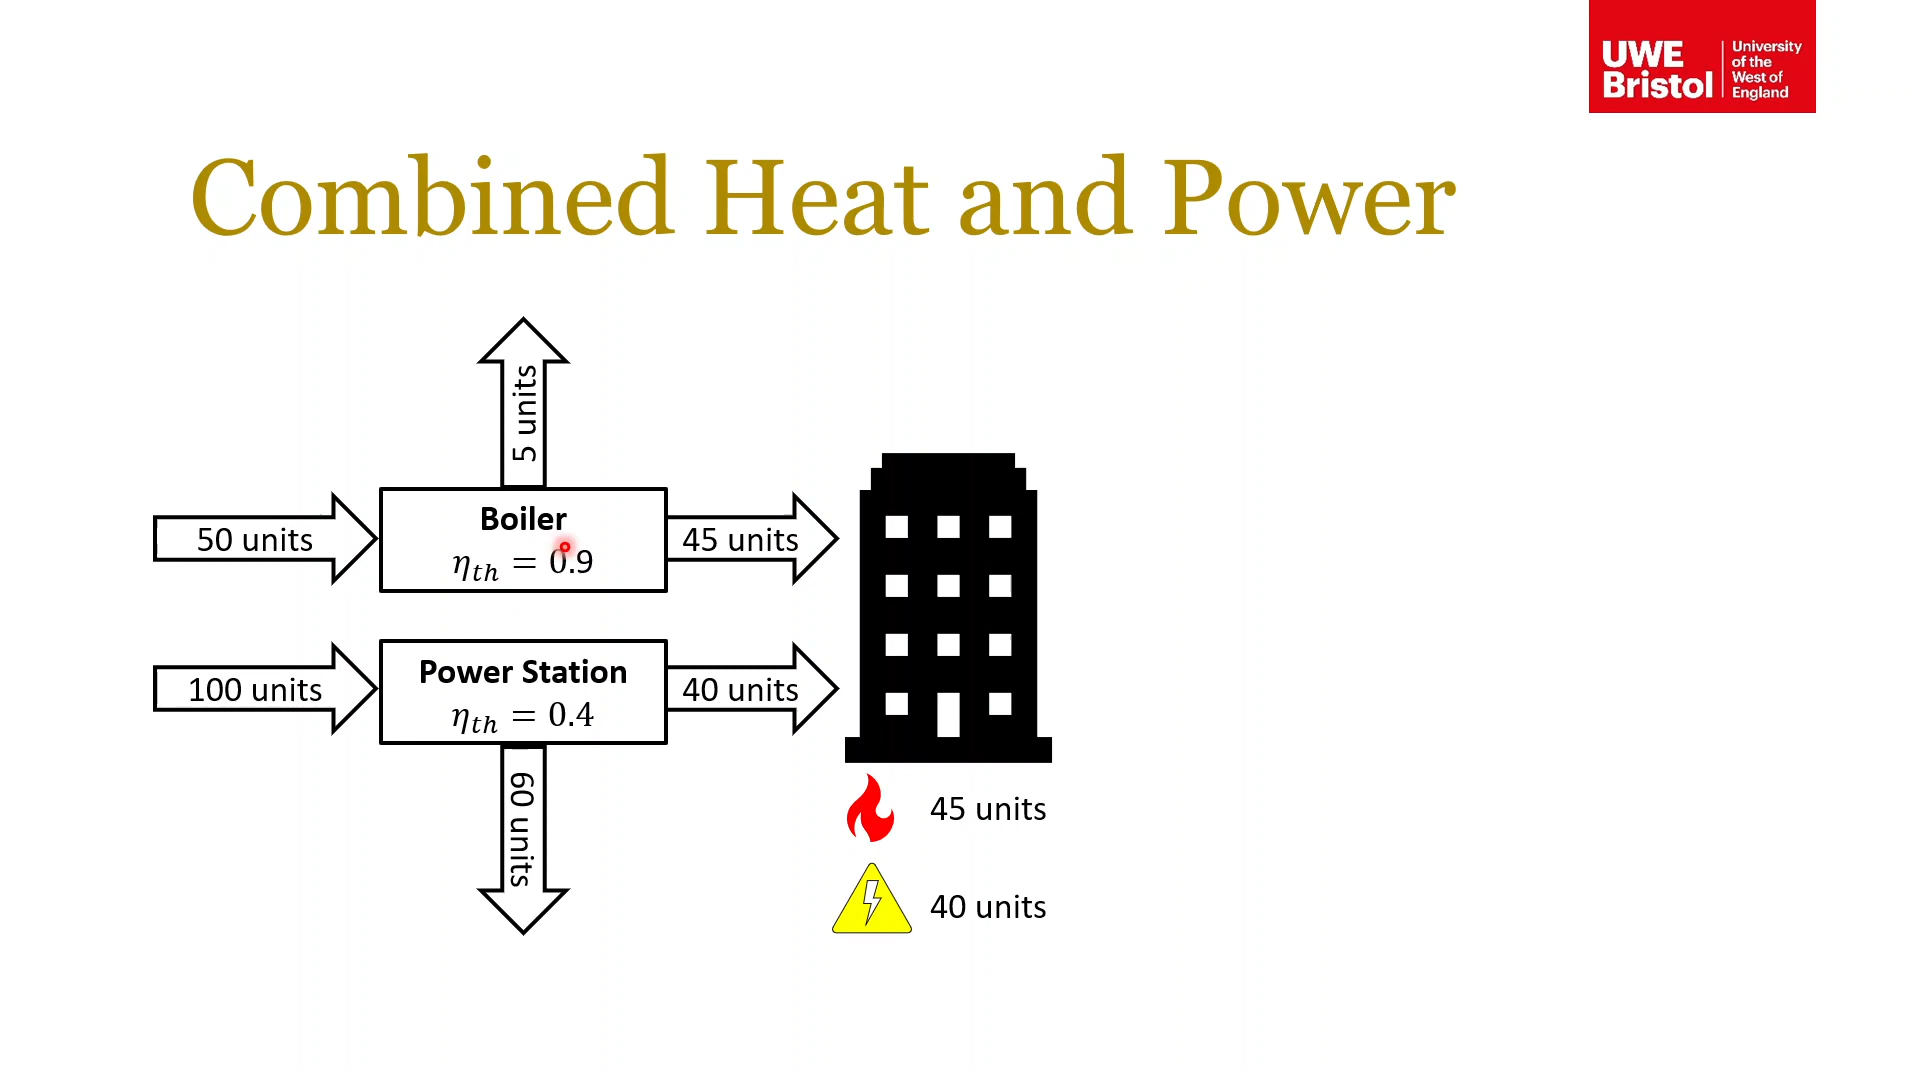 UWE
Bristol
University
of the
West of
England
Combined Heat and Power
5 units
50 units
Boiler
η_th = 0.9
45 units
100 units
Power Station
η_th = 0.4
40 units
60 units
45 units
40 units